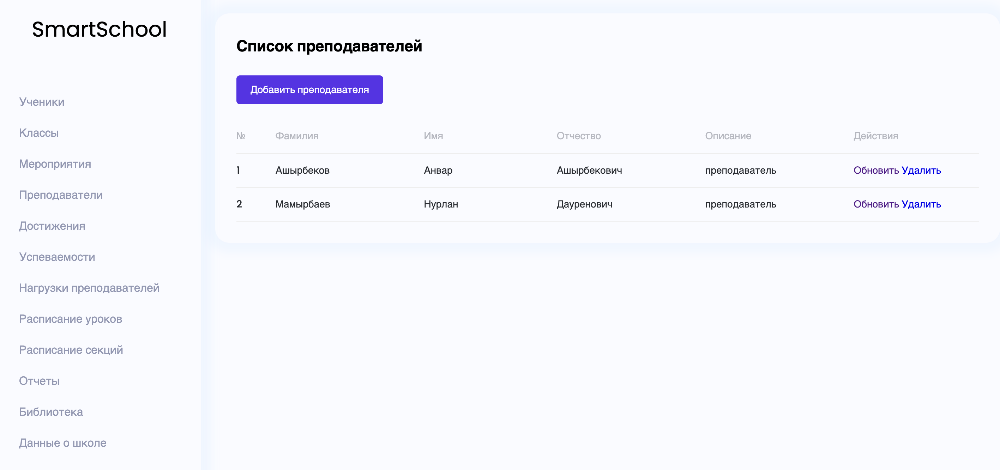 SmartSchool
Ученики
Классы
Мероприятия
Преподаватели
Достижения
Успеваемости
Нагрузки преподавателей
Расписание уроков
Расписание секций
Отчеты
Библиотека
Данные о школе
Список преподавателей
Добавить преподавателя
№ Фамилия Имя Отчество Описание Действия
1 Ашырбеков Анвар Ашырбекович преподаватель Обновить Удалить
2 Мамырбаев Нурлан Дауренович преподаватель Обновить Удалить